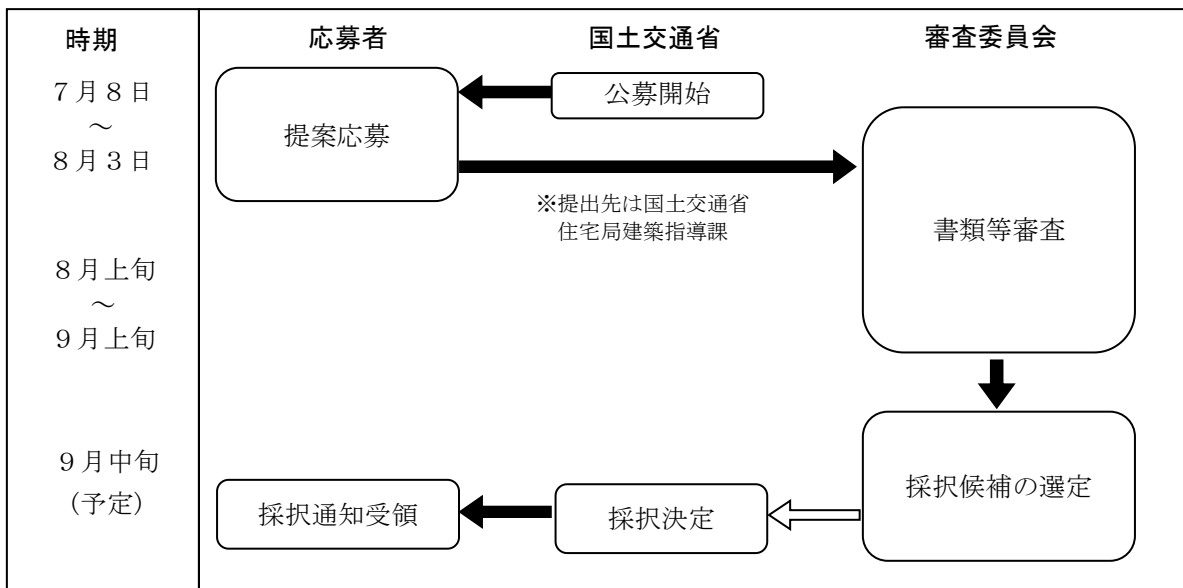 時期
応募者
国土交通省
審査委員会
7月8日
～
8月3日
公募開始
提案応募
※提出先は国土交通省
住宅局建築指導課
書類等審査
8月上旬
～
9月上旬
9月中旬
(予定)
採択通知受領
採択決定
採択候補の選定